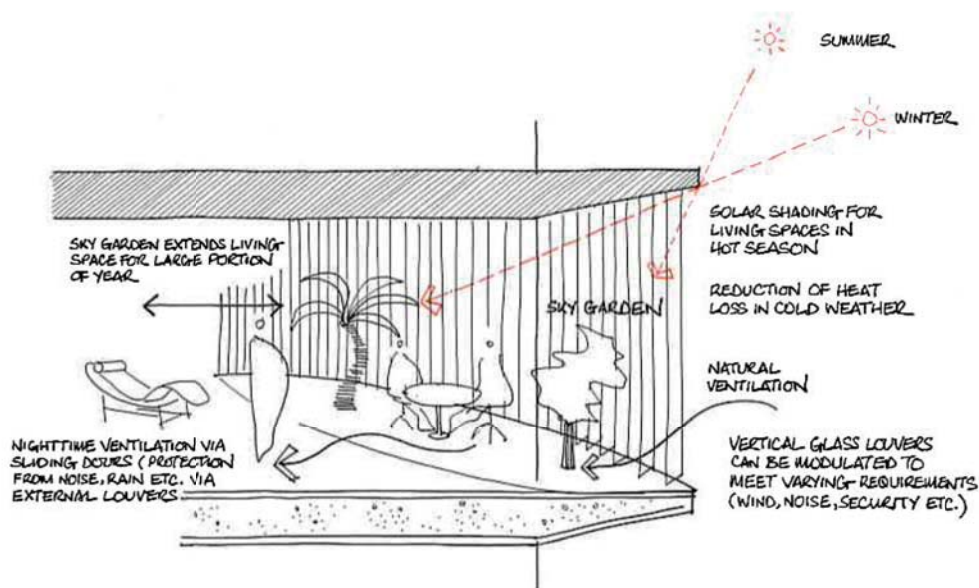 SUMMER
WINTER
SOLAR SHADING FOR
LIVING SPACES IN
HOT SEASON
REDUCTION OF HEAT
LOSS IN COLD WEATHER
SKY GARDEN EXTENDS LIVING
SPACE FOR LARGE PORTION
OF YEAR
SKY GARDEN
NATURAL
VENTILATION
NIGHTTIME VENTILATION VIA
SLIDING DOORS (PROTECTION
FROM NOISE, RAIN ETC. VIA
EXTERNAL LOUVERS
VERTICAL GLASS LOUVERS
CAN BE MODULATED TO
MEET VARYING REQUIREMENTS
(WIND, NOISE, SECURITY ETC.)